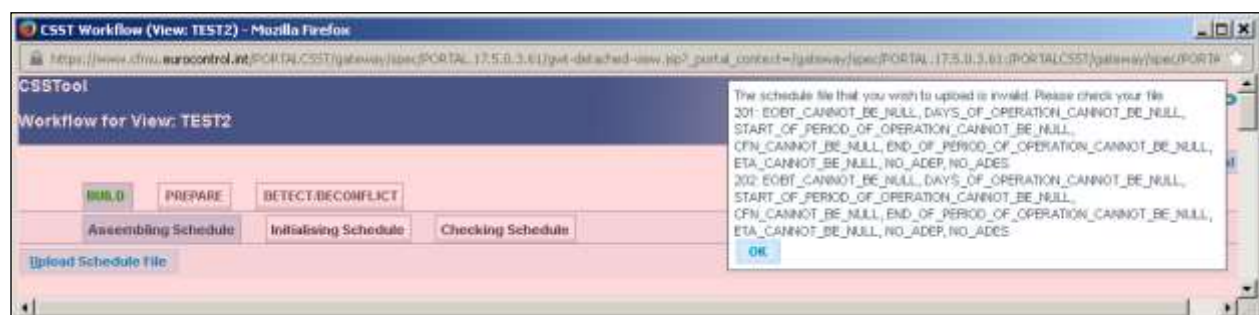 CSST Workflow (View: TEST2) - Mozilla Firefox
CSSTool
Workflow for View: TEST2
The schedule file that you wish to upload is invalid. Please check your file
201: EOBT_CANNOT_BE_NULL, DAYS_OF_OPERATION_CANNOT_BE_NULL,
START_OF_PERIOD_OF_OPERATION_CANNOT_BE_NULL,
CFN_CANNOT_BE_NULL, END_OF_PERIOD_OF_OPERATION_CANNOT_BE_NULL,
ETA_CANNOT_BE_NULL, NO_ADEP, NO_ADES
202: EOBT_CANNOT_BE_NULL, DAYS_OF_OPERATION_CANNOT_BE_NULL,
START_OF_PERIOD_OF_OPERATION_CANNOT_BE_NULL,
CFN_CANNOT_BE_NULL, END_OF_PERIOD_OF_OPERATION_CANNOT_BE_NULL,
ETA_CANNOT_BE_NULL, NO_ADEP, NO_ADES
OK
BUILD PREPARE DETECT/DECONFLICT
Assembling Schedule Initialising Schedule Checking Schedule
Upload Schedule File